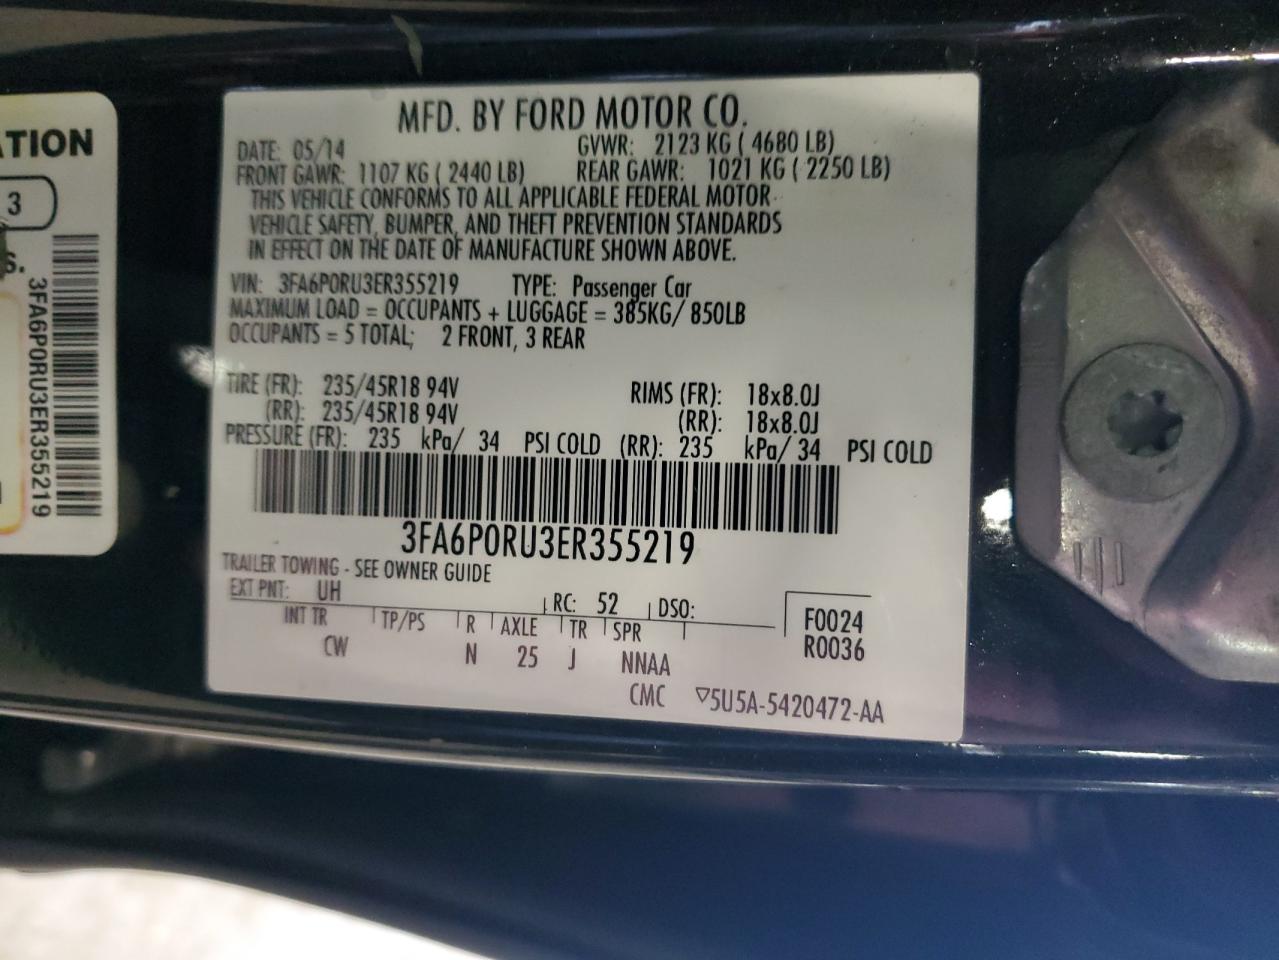 MFD. BY FORD MOTOR CO.
DATE: 05/14 GVWR: 2123 KG ( 4680 LB)
FRONT GAWR: 1107 KG ( 2440 LB) REAR GAWR: 1021 KG ( 2250 LB)
THIS VEHICLE CONFORMS TO ALL APPLICABLE FEDERAL MOTOR
VEHICLE SAFETY, BUMPER, AND THEFT PREVENTION STANDARDS
IN EFFECT ON THE DATE OF MANUFACTURE SHOWN ABOVE.
VIN: 3FA6P0RU3ER355219 TYPE: Passenger Car
MAXIMUM LOAD = OCCUPANTS + LUGGAGE = 385KG/ 850LB
OCCUPANTS = 5 TOTAL; 2 FRONT, 3 REAR
TIRE (FR): 235/45R18 94V RIMS (FR): 18x8.0J
(RR): 235/45R18 94V (RR): 18x8.0J
PRESSURE (FR): 235 kPa/ 34 PSI COLD (RR): 235 kPa/ 34 PSI COLD
3FA6P0RU3ER355219
TRAILER TOWING - SEE OWNER GUIDE
EXT PNT: UH RC: 52 DSO:
INT TR TP/PS R AXLE TR SPR
CW N 25 J NNAA
F0024
R0036
CMC ▽5U5A-5420472-AA
ATION
3
S.
3FA6P0RU3ER355219